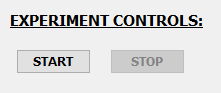 EXPERIMENT CONTROLS:
START STOP